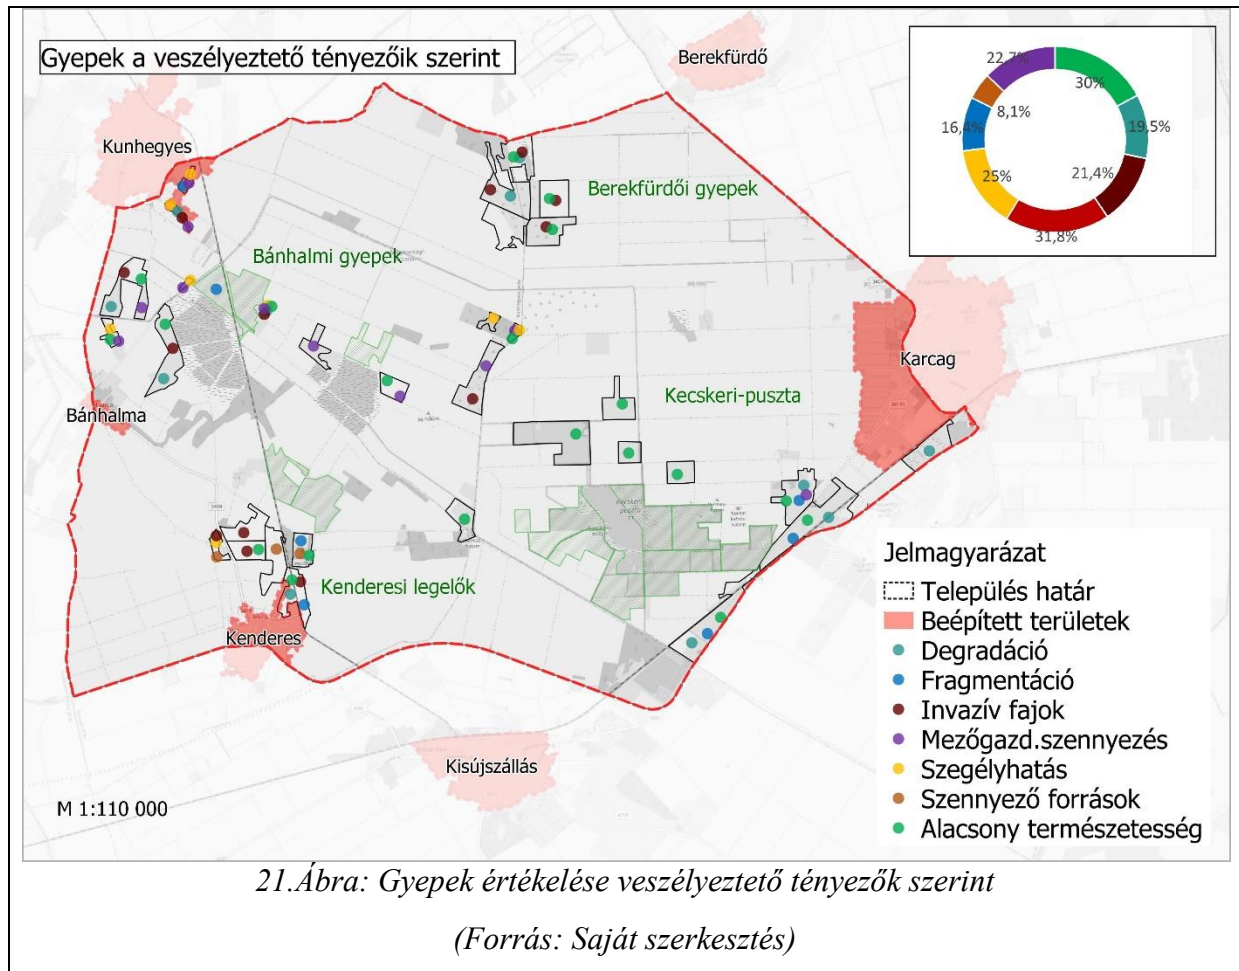 Gyepek a veszélyeztető tényezőik szerint
Berekfürdő
22,7%
30%
8,1%
16,4%
19,5%
25%
21,4%
31,8%
Kunhegyes
Berekfürdői gyepek
Bánhalmi gyepek
Karcag
Kecskeri-puszta
Bánhalma
Kecskeri
puszta
Kenderesi legelők
Kenderes
Kisújszállás
Jelmagyarázat
Település határ
Beépített területek
Degradáció
Fragmentáció
Invazív fajok
Mezőgazd.szennyezés
Szegélyhatás
Szennyező források
Alacsony természetesség
M 1:110 000
21.Ábra: Gyepek értékelése veszélyeztető tényezők szerint
(Forrás: Saját szerkesztés)